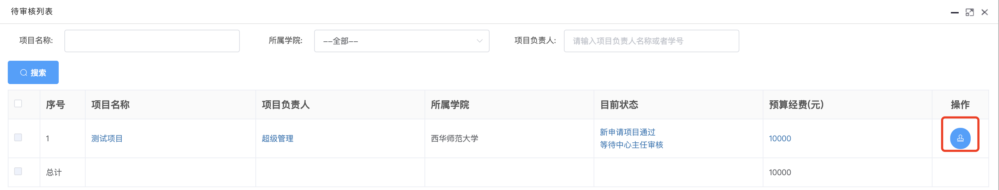 待审核列表
项目名称:
所属学院: --全部--
项目负责人: 请输入项目负责人名称或者学号
搜索
序号 项目名称 项目负责人 所属学院 目前状态 预算经费(元) 操作
1 测试项目 超级管理 西华师范大学 新申请项目通过 10000
等待中心主任审核
总计 10000